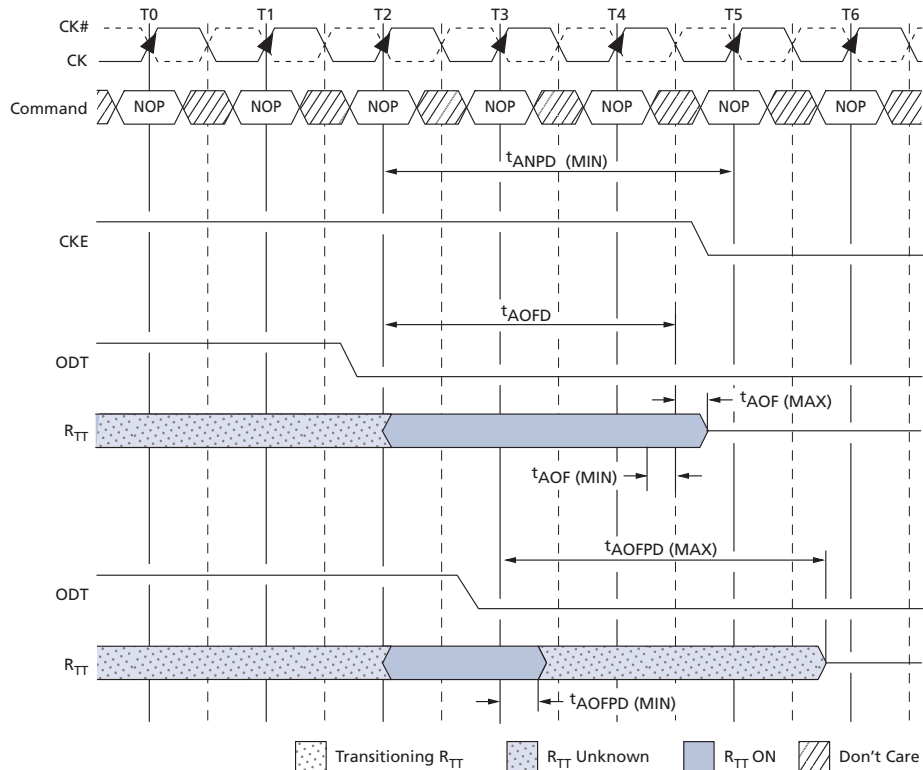 T0 T1 T2 T3 T4 T5 T6
CK#
CK
Command NOP NOP NOP NOP NOP NOP NOP
tANPD (MIN)
CKE
tAOFD
ODT
tAOF (MAX)
RTT
tAOF (MIN)
tAOFPD (MAX)
ODT
RTT
tAOFPD (MIN)
Transitioning RTT RTT Unknown RTT ON Don't Care